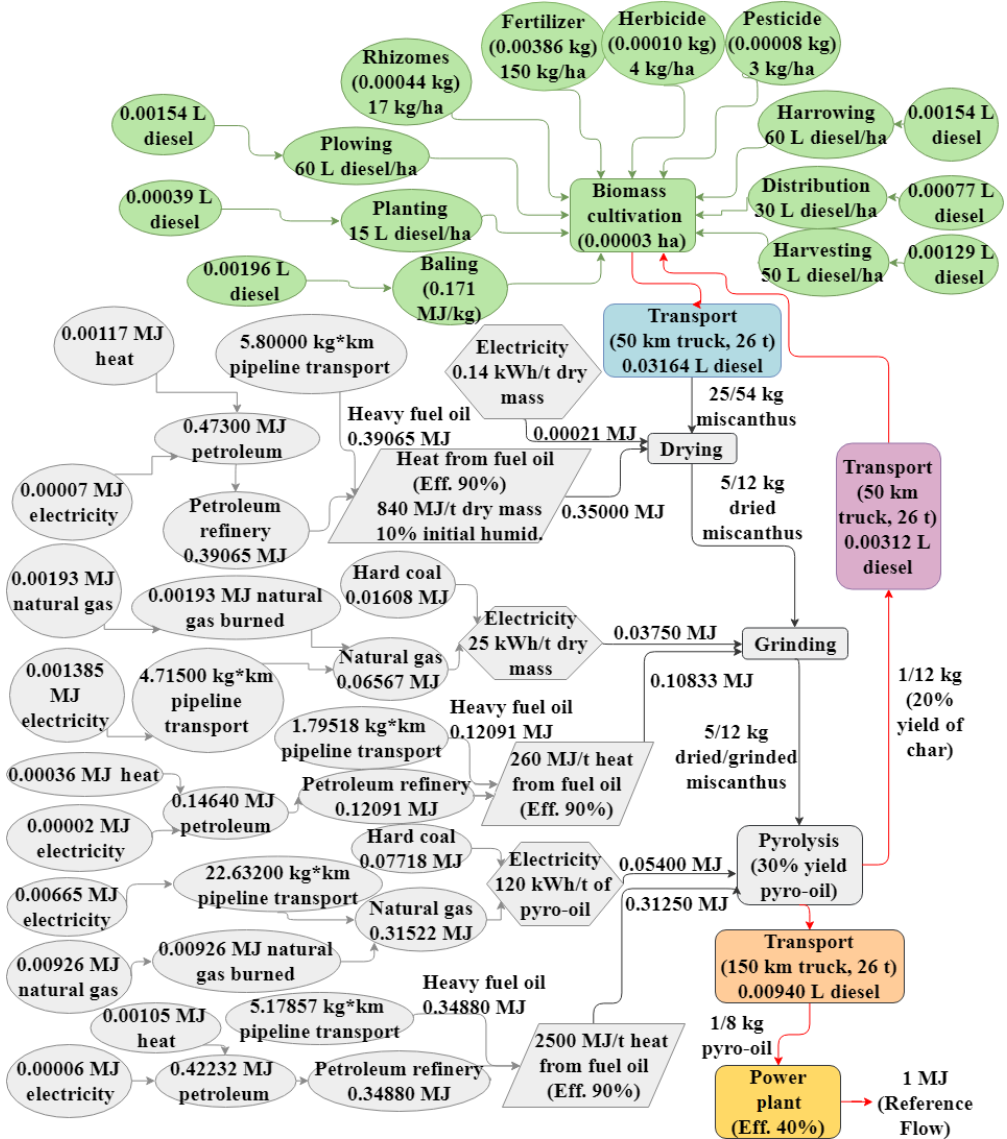 Fertilizer
(0.00386 kg)
150 kg/ha
Herbicide
(0.00010 kg)
4 kg/ha
Pesticide
(0.00008 kg)
3 kg/ha
Rhizomes
(0.00044 kg)
17 kg/ha
0.00154 L
diesel
Plowing
60 L diesel/ha
Harrowing
60 L diesel/ha
0.00154 L
diesel
0.00039 L
diesel
Planting
15 L diesel/ha
Biomass
cultivation
(0.00003 ha)
Distribution
30 L diesel/ha
0.00077 L
diesel
0.00196 L
diesel
Baling
(0.171
MJ/kg)
Harvesting
50 L diesel/ha
0.00129 L
diesel
0.00117 MJ
heat
5.80000 kg*km
pipeline transport
Electricity
0.14 kWh/t dry
mass
Transport
(50 km truck, 26 t)
0.03164 L diesel
25/54 kg
miscanthus
0.47300 MJ
petroleum
Heavy fuel oil
0.39065 MJ
0.00021 MJ
Drying
0.00007 MJ
electricity
Petroleum
refinery
0.39065 MJ
Heat from fuel oil
(Eff. 90%)
840 MJ/t dry mass
10% initial humid.
0.35000 MJ
5/12 kg
dried
miscanthus
Transport
(50 km
truck, 26 t)
0.00312 L
diesel
0.00193 MJ
natural gas
0.00193 MJ natural
gas burned
Hard coal
0.01608 MJ
Natural gas
0.06567 MJ
Electricity
25 kWh/t dry
mass
0.03750 MJ
Grinding
0.001385
MJ
electricity
4.71500 kg*km
pipeline
transport
0.10833 MJ
1/12 kg
(20%
yield of
char)
1.79518 kg*km
pipeline transport
Heavy fuel oil
0.12091 MJ
5/12 kg
dried/grinded
miscanthus
0.00036 MJ heat
0.14640 MJ
petroleum
Petroleum refinery
0.12091 MJ
260 MJ/t heat
from fuel oil
(Eff. 90%)
0.00002 MJ
electricity
Hard coal
0.07718 MJ
Pyrolysis
(30% yield
pyro-oil)
0.00665 MJ
electricity
22.63200 kg*km
pipeline transport
Natural gas
0.31522 MJ
Electricity
120 kWh/t of
pyro-oil
0.05400 MJ
0.31250 MJ
0.00926 MJ
natural gas
0.00926 MJ natural
gas burned
Transport
(150 km truck, 26 t)
0.00940 L diesel
0.00105 MJ
heat
5.17857 kg*km
pipeline transport
Heavy fuel oil
0.34880 MJ
1/8 kg
pyro-oil
0.00006 MJ
electricity
0.42232 MJ
petroleum
Petroleum refinery
0.34880 MJ
2500 MJ/t heat
from fuel oil
(Eff. 90%)
Power
plant
(Eff. 40%)
1 MJ
(Reference
Flow)